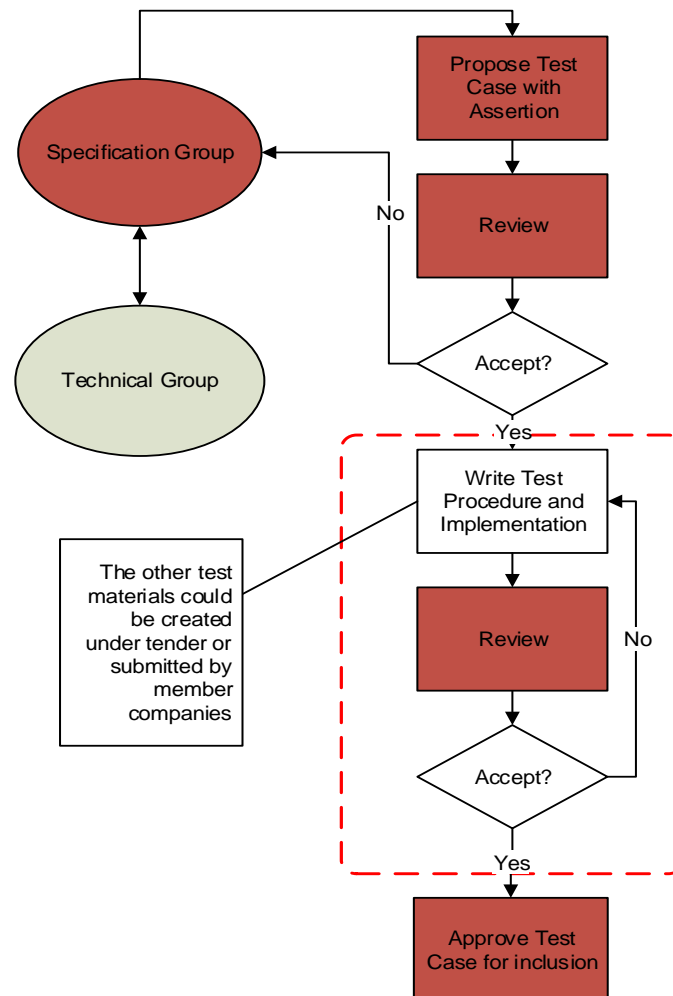 Propose Test
Case with
Assertion
Specification Group
No
Review
Technical Group
Accept?
Yes
Write Test
Procedure and
Implementation
The other test
materials could
be created
under tender or
submitted by
member
companies
Review
No
Accept?
Yes
Approve Test
Case for inclusion